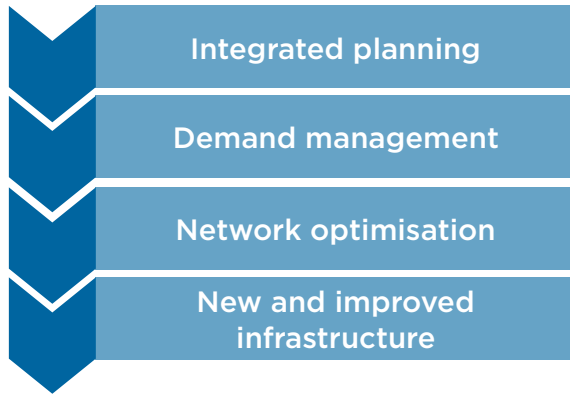 Integrated planning
Demand management
Network optimisation
New and improved
infrastructure